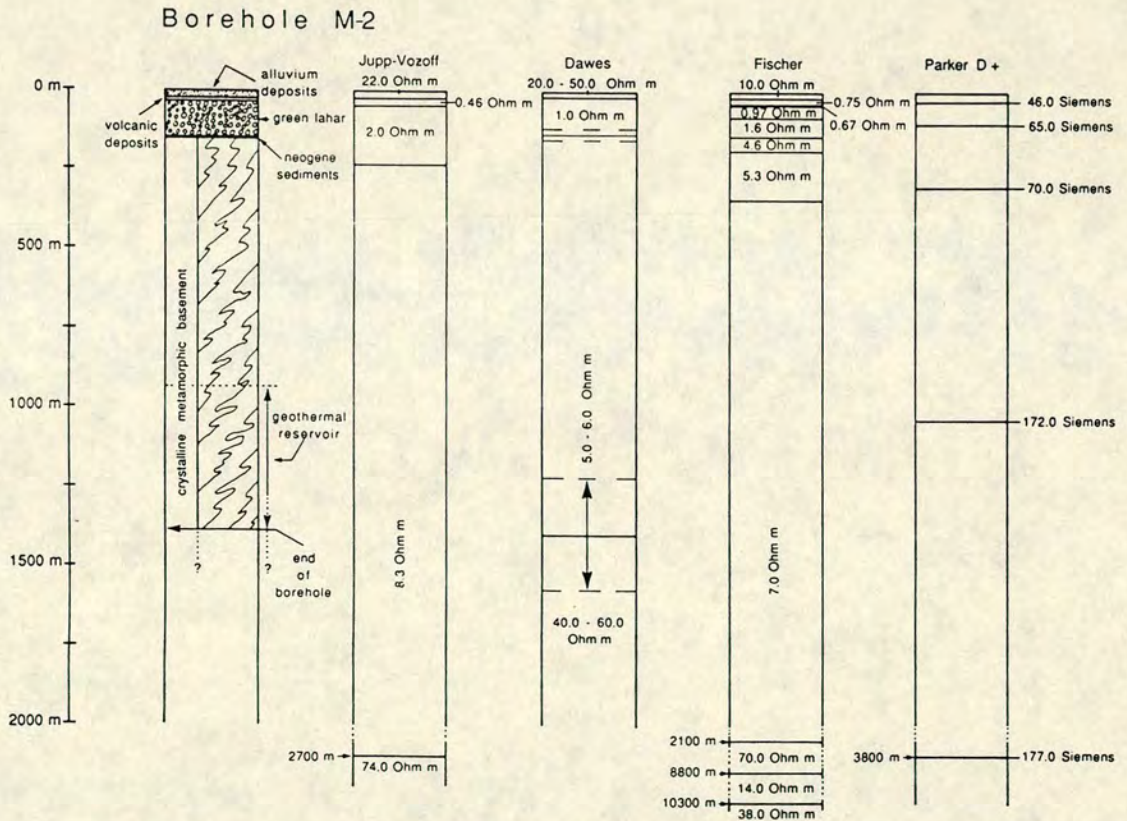 Borehole M-2
0 m
500 m
1000 m
1500 m
2000 m
alluvium
deposits
volcanic
deposits
green lahar
neogene
sediments
crystalline metamorphic basement
geothermal
reservoir
end
of
borehole
?
?
Jupp-Vozoff
22.0 Ohm m
0.46 Ohm m
2.0 Ohm m
8.3 Ohm m
2700 m
74.0 Ohm m
Dawes
20.0 - 50.0 Ohm m
1.0 Ohm m
5.0 - 6.0 Ohm m
40.0 - 60.0
Ohm m
Fischer
10.0 Ohm m
0.75 Ohm m
0.97 Ohm m
0.67 Ohm m
1.6 Ohm m
4.6 Ohm m
5.3 Ohm m
7.0 Ohm m
2100 m
70.0 Ohm m
8800 m
14.0 Ohm m
10300 m
38.0 Ohm m
Parker D +
46.0 Siemens
65.0 Siemens
70.0 Siemens
172.0 Siemens
3800 m
177.0 Siemens